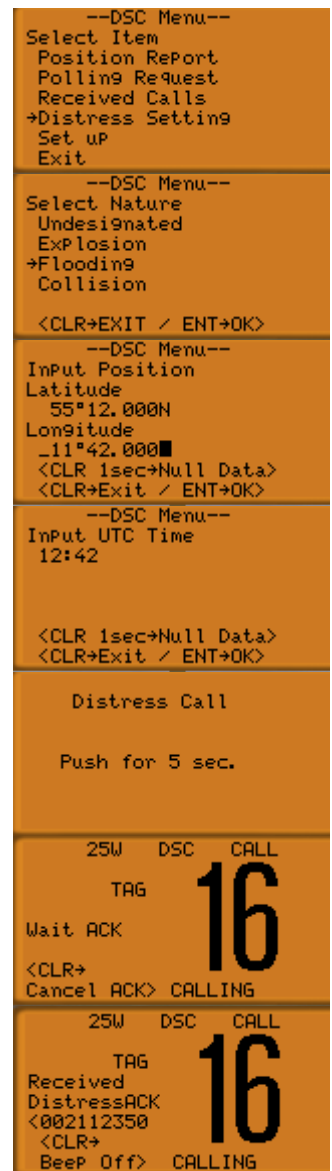 --DSC Menu--
Select Item
Position Report
Polling Request
Received Calls
→Distress Setting
Set up
Exit
--DSC Menu--
Select Nature
Undesignated
Explosion
→Flooding
Collision
<CLR→EXIT / ENT→OK>
--DSC Menu--
Input Position
Latitude
55°12.000N
Longitude
_11°42.000■
<CLR 1sec→Null Data>
<CLR→Exit / ENT→OK>
--DSC Menu--
Input UTC Time
12:42
<CLR 1sec→Null Data>
<CLR→Exit / ENT→OK>
Distress Call
Push for 5 sec.
25W DSC CALL
TAG
16
Wait ACK
<CLR→
Cancel ACK> CALLING
25W DSC CALL
TAG
16
Received
DistressACK
<002112350
<CLR→
Beep Off> CALLING